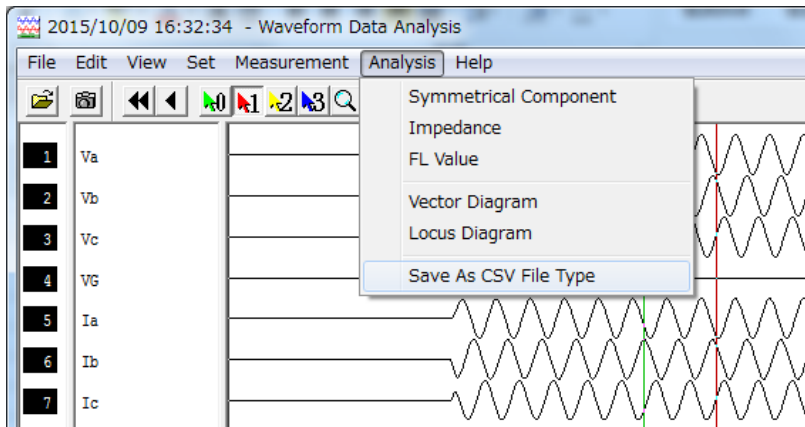 2015/10/09 16:32:34 - Waveform Data Analysis
File Edit View Set Measurement Analysis Help
0 1 2 3
Symmetrical Component
Impedance
FL Value
Vector Diagram
Locus Diagram
Save As CSV File Type
1 Va
2 Vb
3 Vc
4 VG
5 Ia
6 Ib
7 Ic